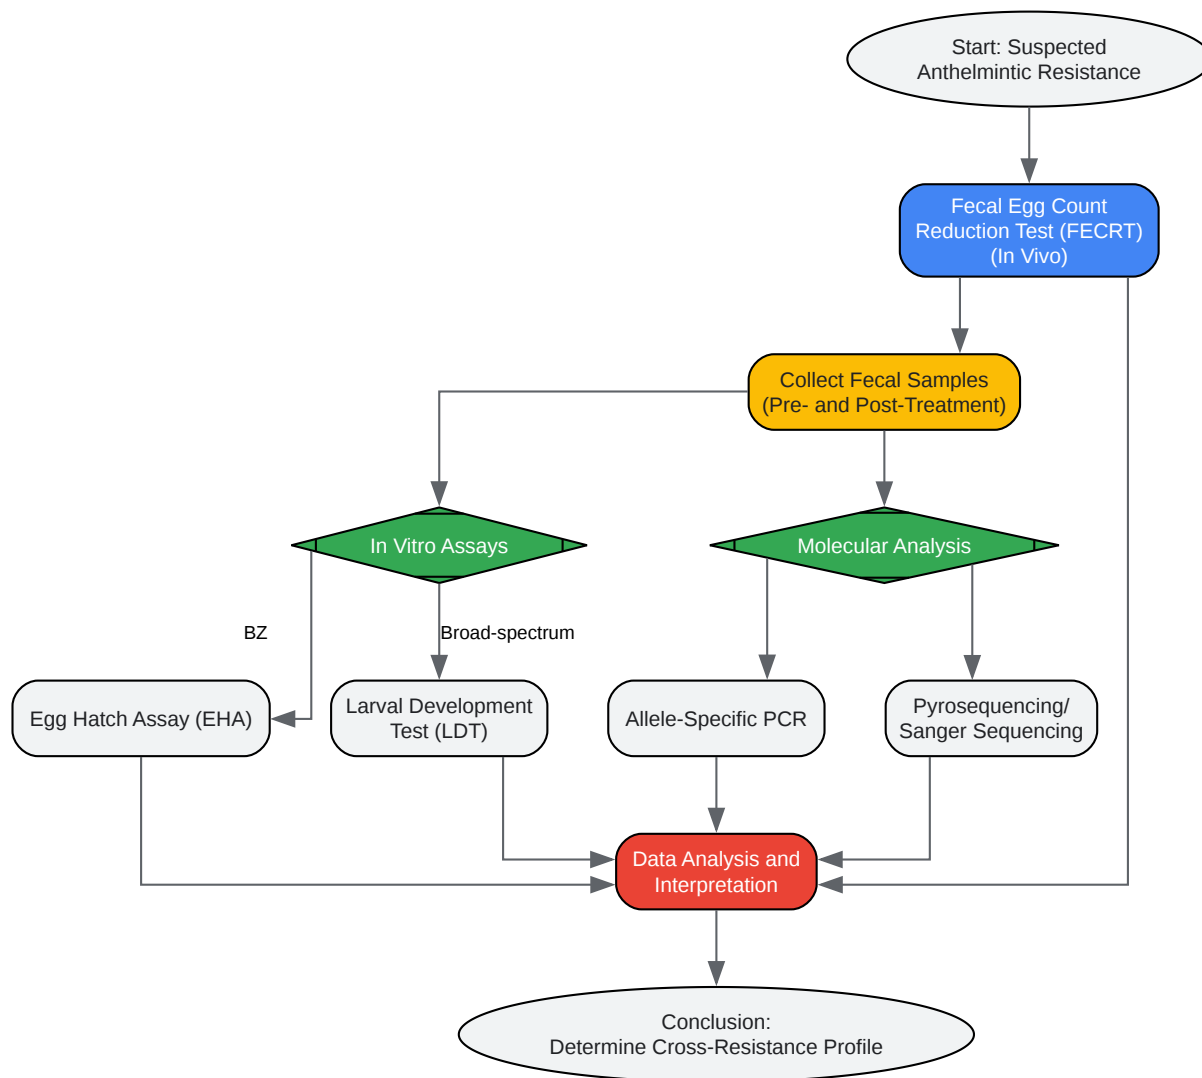 Start: Suspected
Anthelmintic Resistance
Fecal Egg Count
Reduction Test (FECRT)
(In Vivo)
Collect Fecal Samples
(Pre- and Post-Treatment)
In Vitro Assays
Molecular Analysis
BZ
Broad-spectrum
Egg Hatch Assay (EHA)
Larval Development
Test (LDT)
Allele-Specific PCR
Pyrosequencing/
Sanger Sequencing
Data Analysis and
Interpretation
Conclusion:
Determine Cross-Resistance Profile